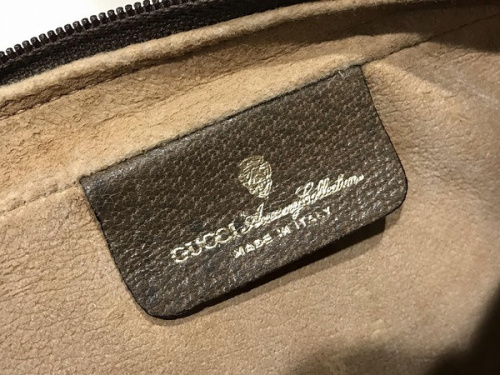 GUCCI Accessory Collection.
MADE IN ITALY